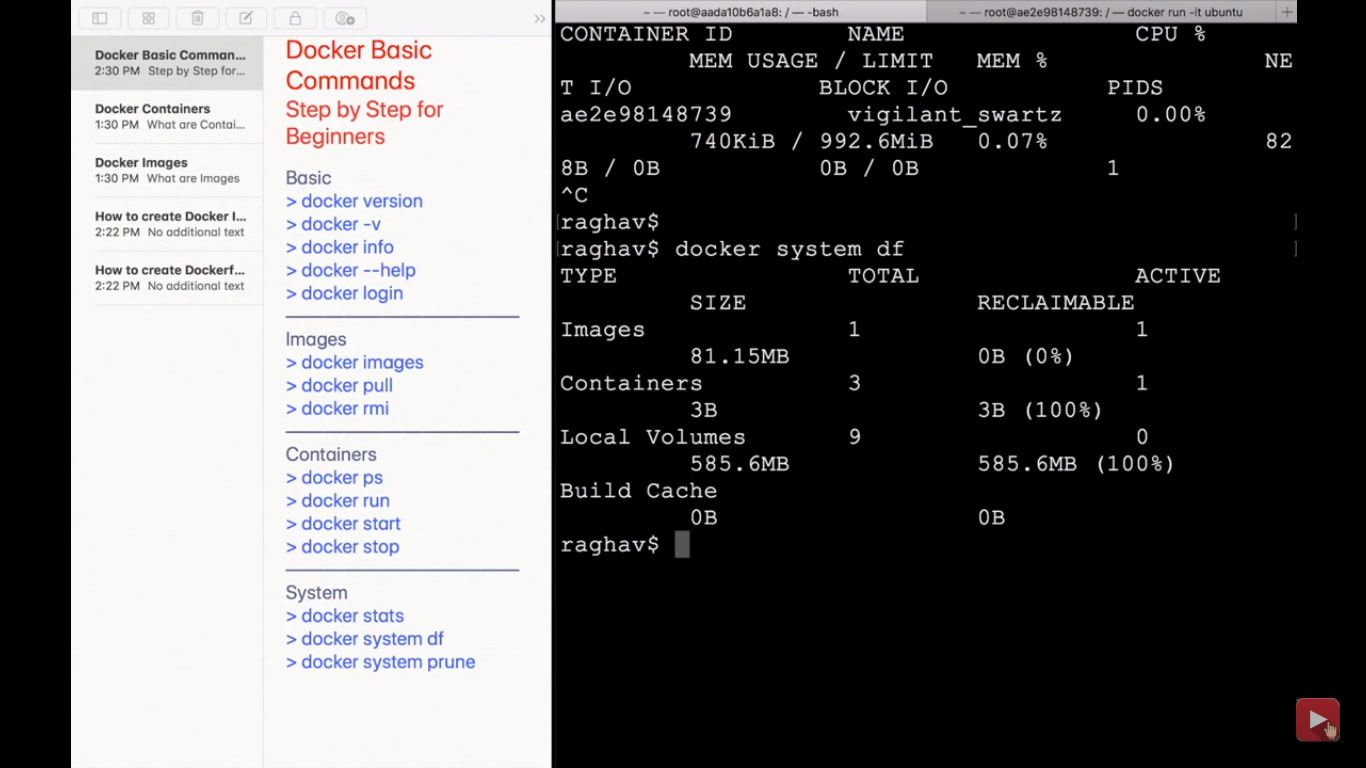 Docker Basic Comman...
2:30 PM Step by Step for...
Docker Containers
1:30 PM What are Contai...
Docker Images
1:30 PM What are Images
How to create Docker I...
2:22 PM No additional text
How to create Dockerf...
2:22 PM No additional text
Docker Basic
Commands
Step by Step for
Beginners
Basic
> docker version
> docker -v
> docker info
> docker --help
> docker login
Images
> docker images
> docker pull
> docker rmi
Containers
> docker ps
> docker run
> docker start
> docker stop
System
> docker stats
> docker system df
> docker system prune
~ — root@aada10b6a1a8: / — -bash
~ — root@ae2e98148739: / — docker run -it ubuntu
CONTAINER ID NAME CPU %
MEM USAGE / LIMIT MEM % NE
T I/O BLOCK I/O PIDS
ae2e98148739 vigilant_swartz 0.00%
740KiB / 992.6MiB 0.07% 82
8B / 0B 0B / 0B 1
^C
raghav$
raghav$ docker system df
TYPE TOTAL ACTIVE
SIZE RECLAIMABLE
Images 1 1
81.15MB 0B (0%)
Containers 3 1
3B 3B (100%)
Local Volumes 9 0
585.6MB 585.6MB (100%)
Build Cache
0B 0B
raghav$